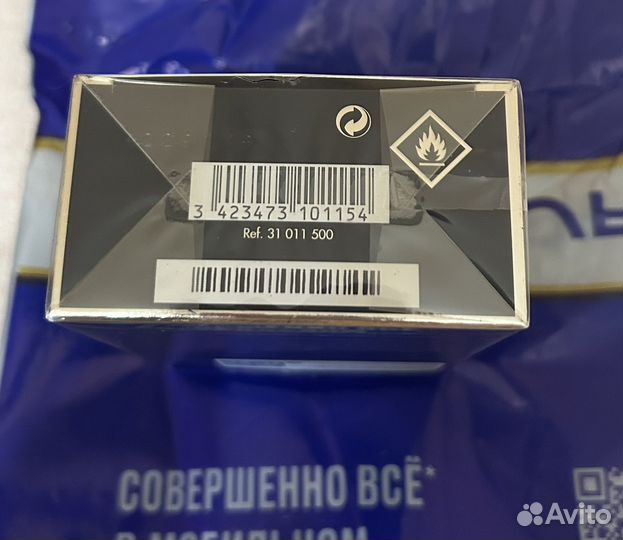 3 423473 101154
Ref. 31 011 500
СОВЕРШЕННО ВСЁ*
Avito